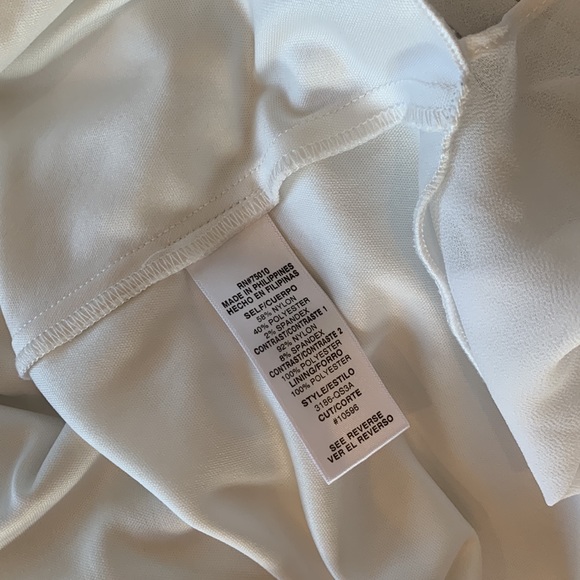 RN#75010
MADE IN PHILIPPINES
HECHO EN FILIPINAS
SELF/CUERPO
58% NYLON
40% POLYESTER
2% SPANDEX
CONTRAST/CONTRASTE 1
92% NYLON
8% SPANDEX
CONTRAST/CONTRASTE 2
100% POLYESTER
LINING/FORRO
100% POLYESTER
STYLE/ESTILO
3186-OS3A
CUT/CORTE
#10596
SEE REVERSE
VER EL REVERSO